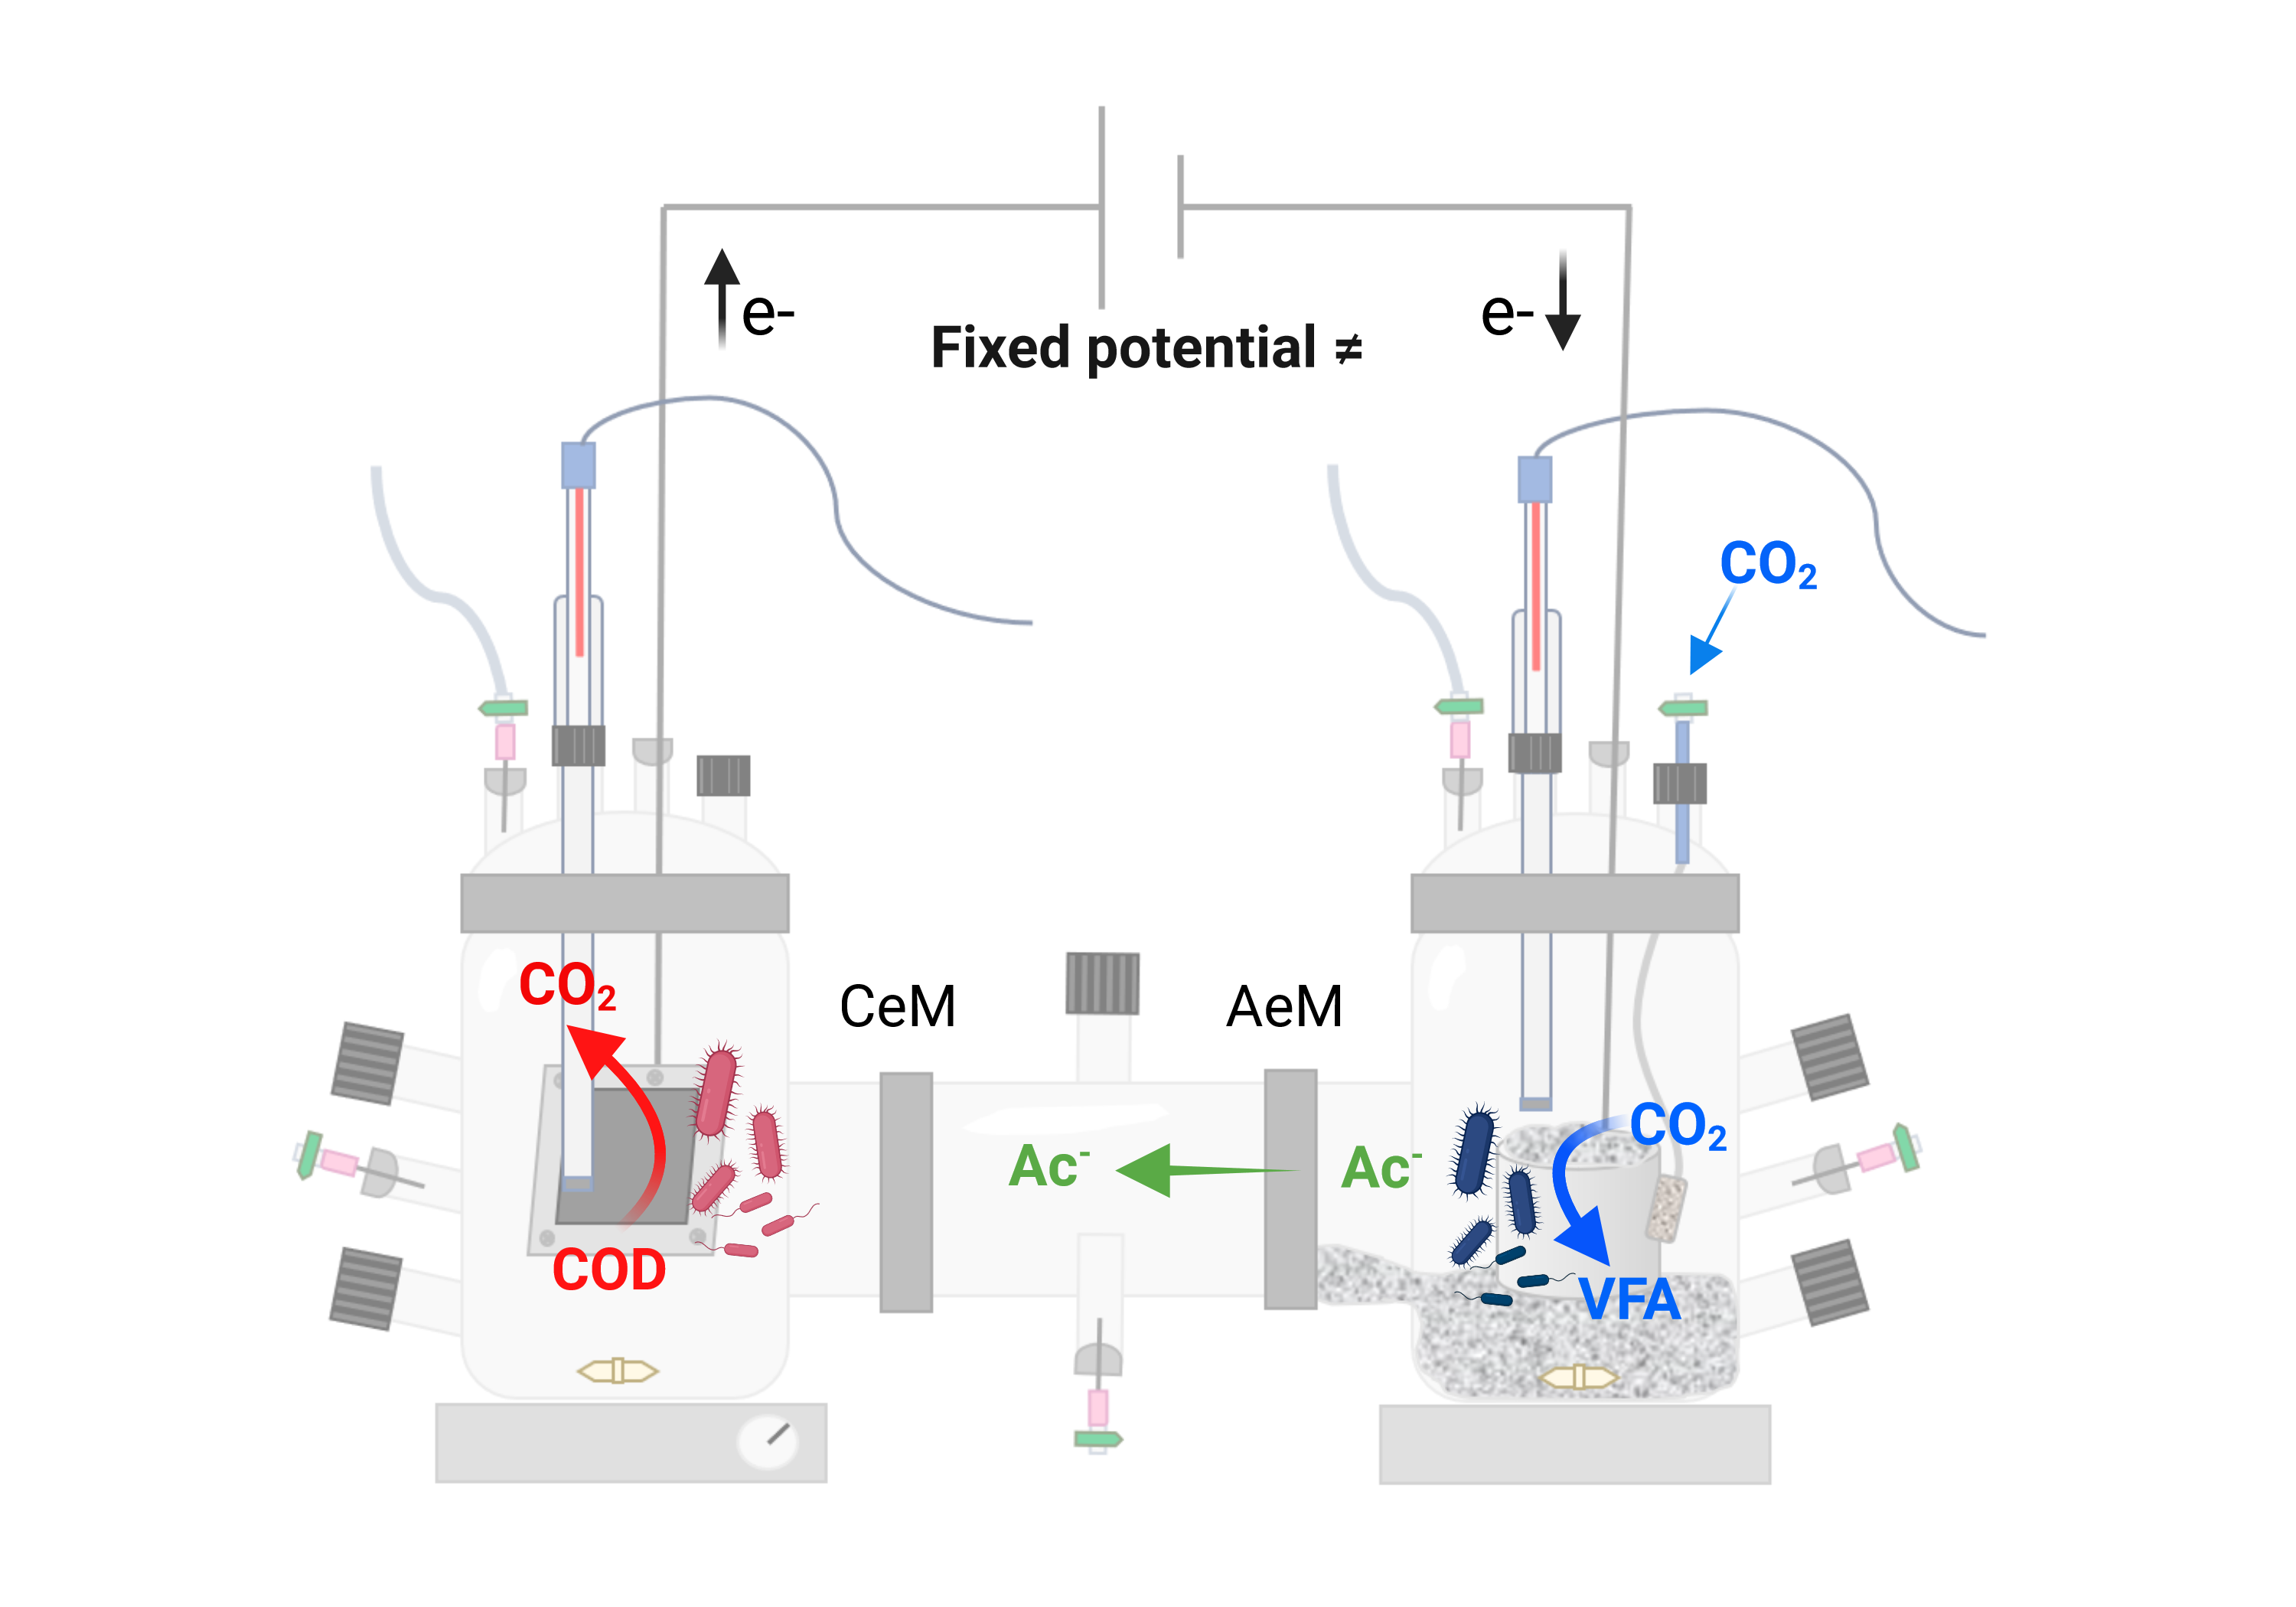 e-
e-
Fixed potential ≠
CO₂
CO₂
CeM
AeM
CO₂
Ac⁻
Ac⁻
COD
VFA